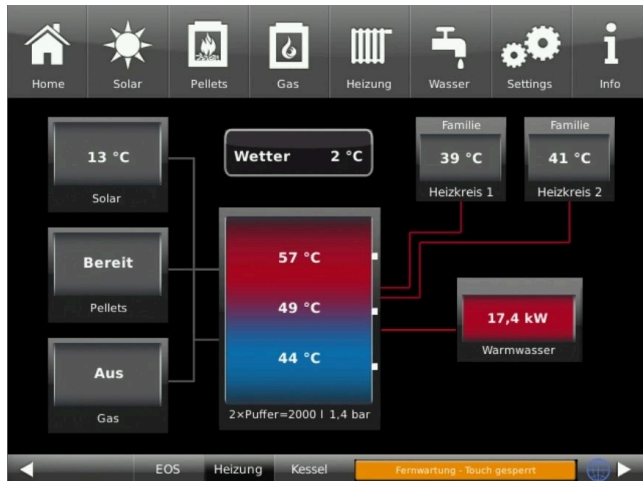 Home Solar Pellets Gas Heizung Wasser Settings Info
13 °C
Solar
Wetter 2 °C
Familie
39 °C
Heizkreis 1
Familie
41 °C
Heizkreis 2
Bereit
Pellets
57 °C
49 °C
44 °C
2×Puffer=2000 l 1,4 bar
17,4 kW
Warmwasser
Aus
Gas
EOS Heizung Kessel Fernwartung - Touch gesperrt